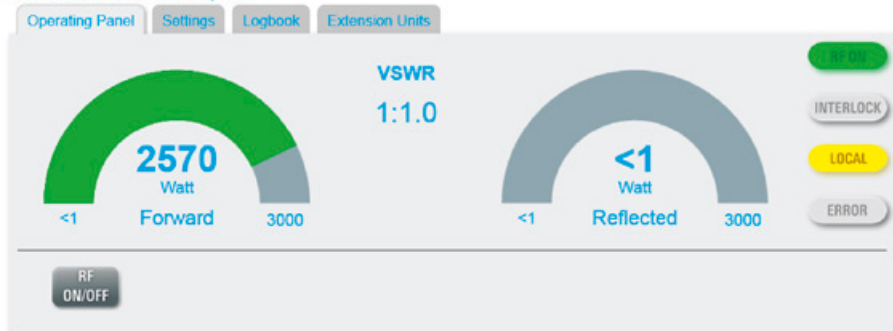 Operating Panel Settings Logbook Extension Units
VSWR
1:1.0
2570
Watt
<1 Forward 3000
<1
Watt
<1 Reflected 3000
RF ON
INTERLOCK
LOCAL
ERROR
RF
ON/OFF